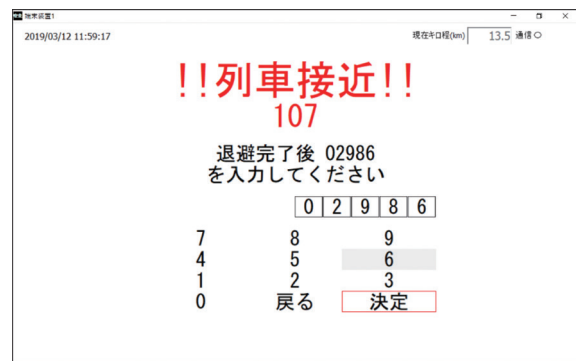 端末装置1
2019/03/12 11:59:17 現在キロ程(km) 13.5 通信○
!!列車接近!!
107
退避完了後 02986
を入力してください
0 2 9 8 6
7 8 9
4 5 6
1 2 3
0 戻る 決定